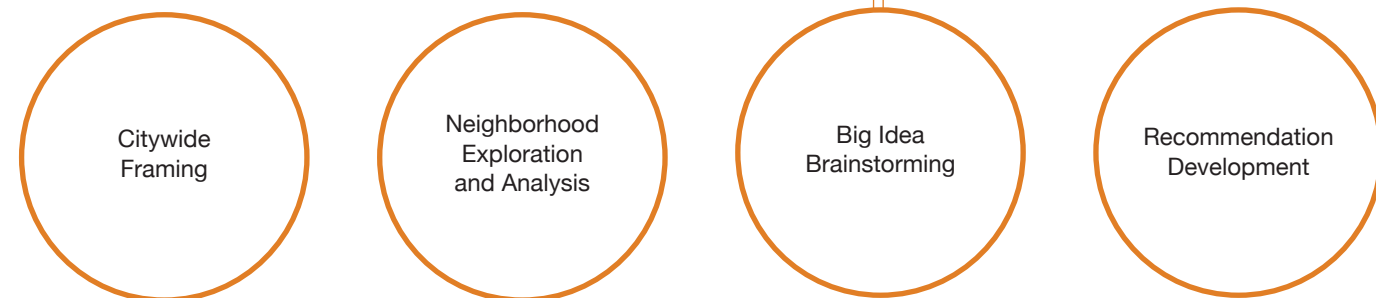 Citywide
Framing
Neighborhood
Exploration
and Analysis
Big Idea
Brainstorming
Recommendation
Development